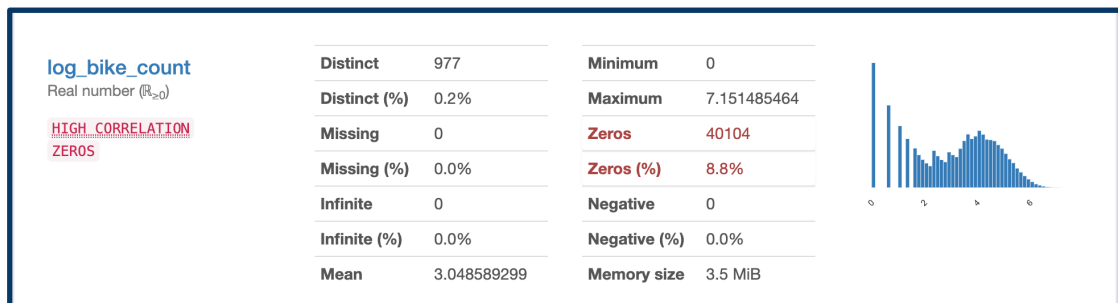 log_bike_count
Real number (ℝ≥0)
HIGH CORRELATION
ZEROS
Distinct 977
Distinct (%) 0.2%
Missing 0
Missing (%) 0.0%
Infinite 0
Infinite (%) 0.0%
Mean 3.048589299
Minimum 0
Maximum 7.151485464
Zeros 40104
Zeros (%) 8.8%
Negative 0
Negative (%) 0.0%
Memory size 3.5 MiB
0 2 4 6